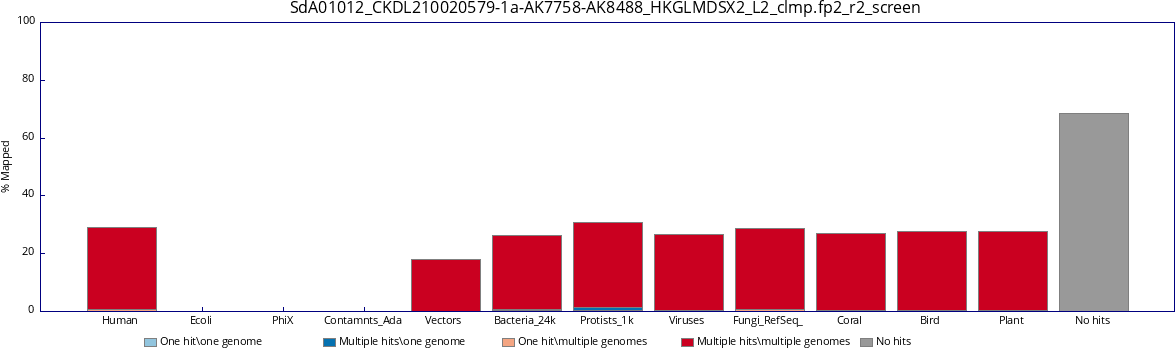 SdA01012_CKDL210020579-1a-AK7758-AK8488_HKGLMDSX2_L2_clmp.fp2_r2_screen
100
80
60
40
20
0
% Mapped
Human Ecoli PhiX Contamnts_Ada Vectors Bacteria_24k Protists_1k Viruses Fungi_RefSeq_ Coral Bird Plant No hits
One hit\one genome Multiple hits\one genome One hit\multiple genomes Multiple hits\multiple genomes No hits